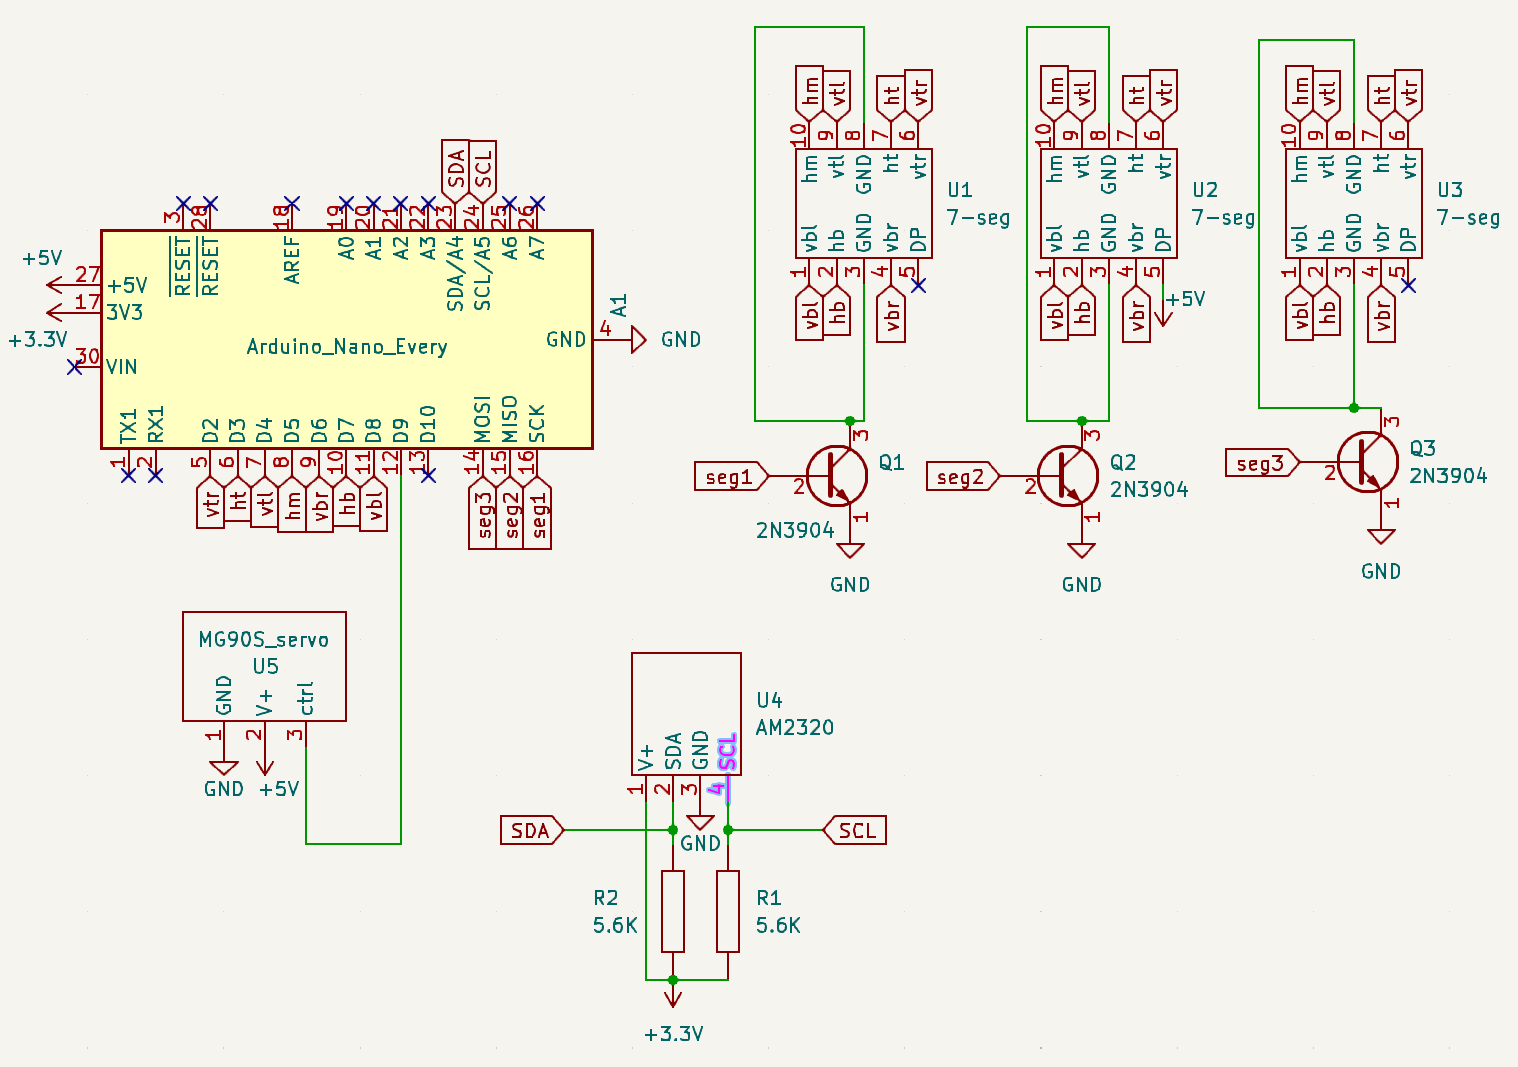 SDA
SCL
3
28
18
19
20
21
22
23
24
25
26
RESET
RESET
AREF
A0
A1
A2
A3
SDA/A4
SCL/A5
A6
A7
+5V
27
+5V
17
3V3
+3.3V
30
VIN
Arduino_Nano_Every
A1
GND
4
GND
TX1
RX1
D2
D3
D4
D5
D6
D7
D8
D9
D10
MOSI
MISO
SCK
1
2
5
6
7
8
9
10
11
12
13
14
15
16
vtr
ht
vtl
hm
vbr
hb
vbl
seg3
seg2
seg1
hm
vtl
ht
vtr
10
9
8
7
6
hm
vtl
GND
ht
vtr
U1
7-seg
vbl
hb
GND
vbr
DP
1
2
3
4
5
vbl
hb
vbr
hm
vtl
ht
vtr
10
9
8
7
6
hm
vtl
GND
ht
vtr
U2
7-seg
vbl
hb
GND
vbr
DP
1
2
3
4
5
+5V
vbl
hb
vbr
hm
vtl
ht
vtr
10
9
8
7
6
hm
vtl
GND
ht
vtr
U3
7-seg
vbl
hb
GND
vbr
DP
1
2
3
4
5
vbl
hb
vbr
seg1
2
3
Q1
1
2N3904
GND
seg2
2
3
Q2
2N3904
1
GND
seg3
2
3
Q3
2N3904
1
GND
MG90S_servo
U5
GND
V+
ctrl
1
2
3
GND
+5V
U4
AM2320
V+
SDA
GND
SCL
1
2
3
4
SDA
GND
SCL
R2
5.6K
R1
5.6K
+3.3V